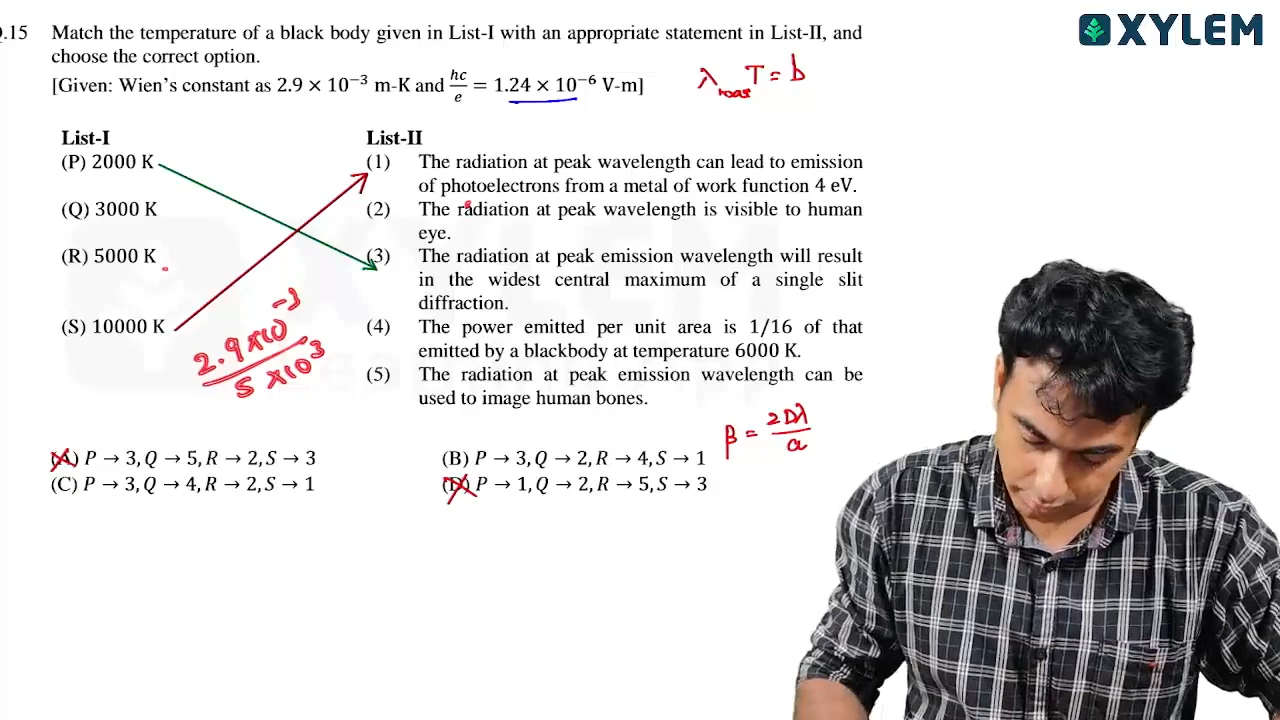 .15 Match the temperature of a black body given in List-I with an appropriate statement in List-II, and
choose the correct option.
[Given: Wien's constant as 2.9 × 10⁻³ m-K and hc/e = 1.24 × 10⁻⁶ V-m]
λ T = b
XYLEM
List-I List-II
(P) 2000 K (1) The radiation at peak wavelength can lead to emission
of photoelectrons from a metal of work function 4 eV.
(Q) 3000 K (2) The radiation at peak wavelength is visible to human
eye.
(R) 5000 K (3) The radiation at peak emission wavelength will result
in the widest central maximum of a single slit
diffraction.
(S) 10000 K (4) The power emitted per unit area is 1/16 of that
emitted by a blackbody at temperature 6000 K.
(5) The radiation at peak emission wavelength can be
used to image human bones.
2.9×10⁻³
5×10³
β = 2Dλ/a
(A) P → 3, Q → 5, R → 2, S → 3 (B) P → 3, Q → 2, R → 4, S → 1
(C) P → 3, Q → 4, R → 2, S → 1 (D) P → 1, Q → 2, R → 5, S → 3